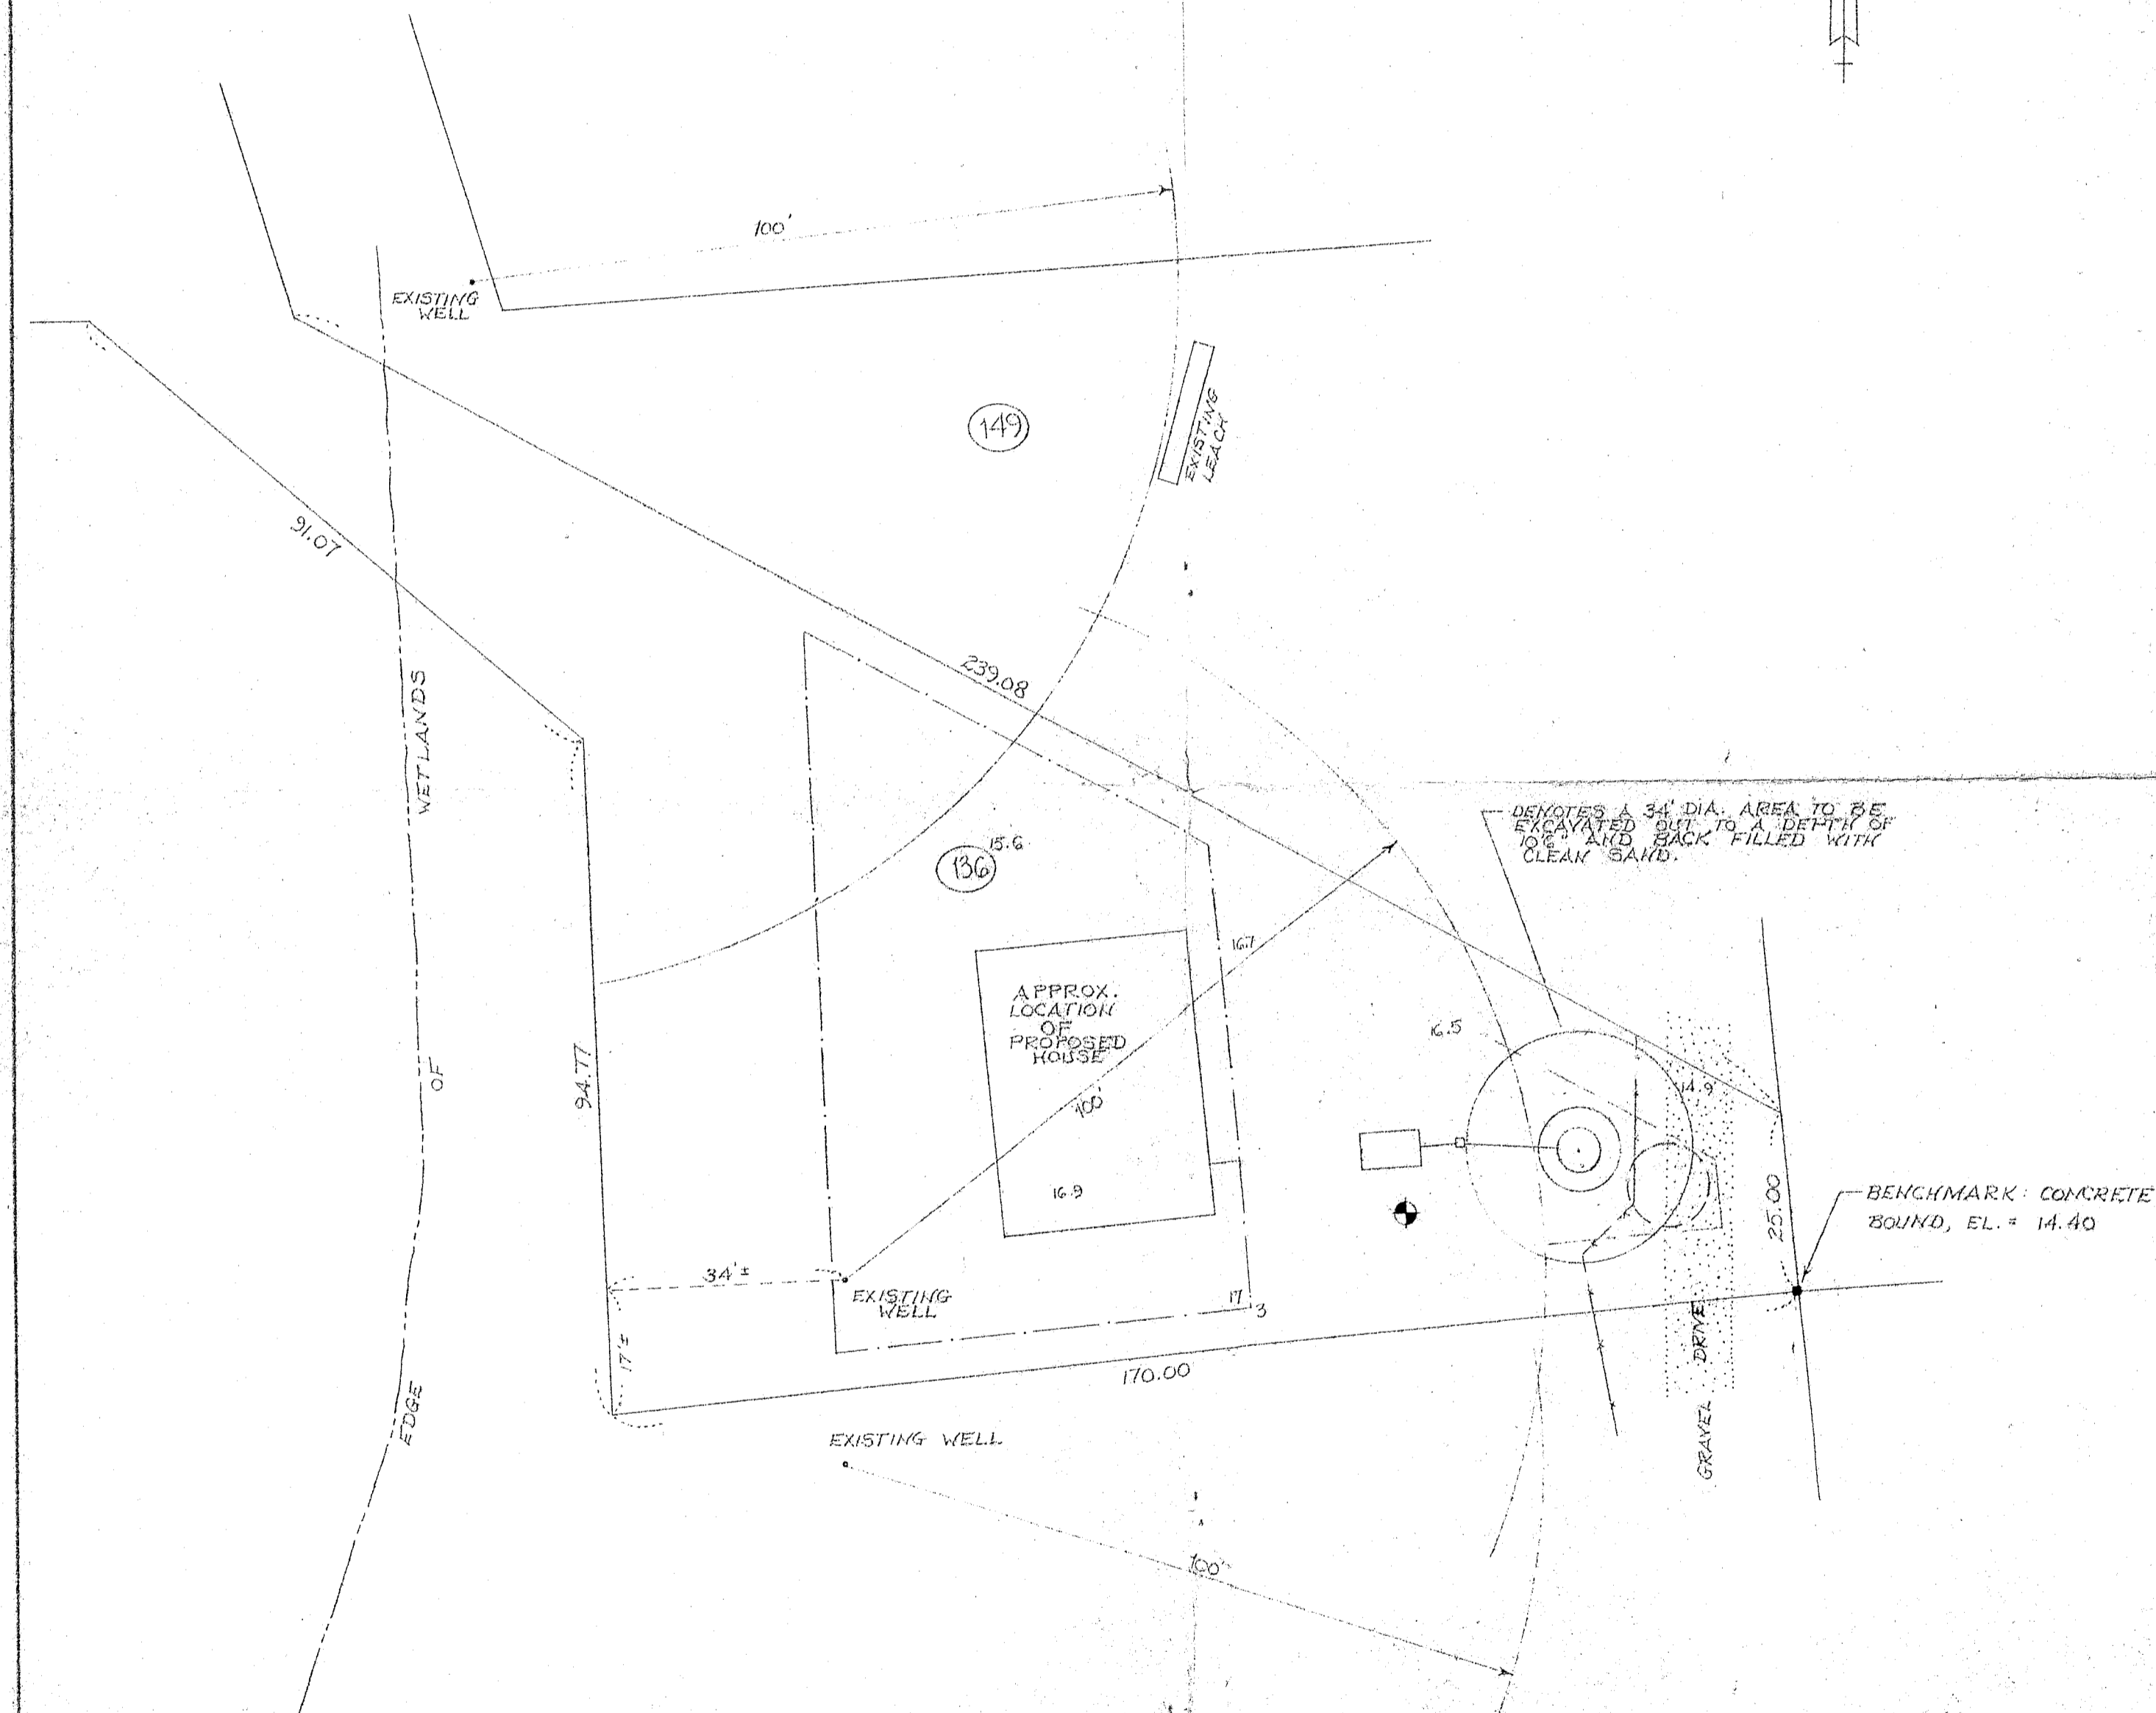 100'
EXISTING
WELL
149
EXISTING
LEACH
91.07
239.08
WETLANDS
OF
EDGE
DENOTES A 34' DIA. AREA TO BE
EXCAVATED OUT TO A DEPTH OF
10'6" AND BACK FILLED WITH
CLEAN SAND.
15.6
136
16.7
APPROX.
LOCATION
OF
PROPOSED
HOUSE
100'
16.9
16.5
14.9
94.77
25.00
BENCHMARK: CONCRETE
BOUND, EL. = 14.40
34'±
EXISTING
WELL
17.3
17'±
170.00
GRAVEL DRIVE
EXISTING WELL
100'